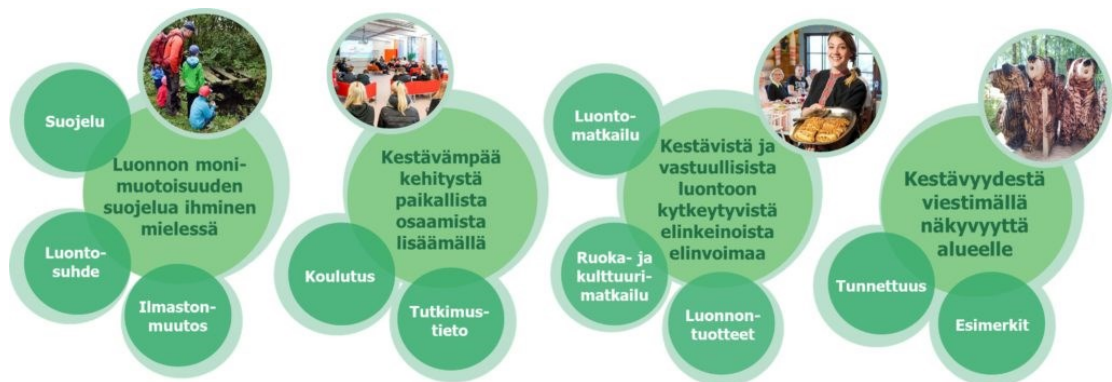 Suojelu
Luonnon moni-
muotoisuuden
suojelua ihminen
mielessä
Luonto-
suhde
Ilmaston-
muutos
Kestävämpää
kehitystä
paikallista
osaamista
lisäämällä
Koulutus
Tutkimus-
tieto
Luonto-
matkailu
Kestävistä ja
vastuullisista
luontoon
kytkeytyvistä
elinkeinoista
elinvoimaa
Ruoka- ja
kulttuuri-
matkailu
Luonnon-
tuotteet
Kestävyydestä
viestimällä
näkyvyyttä
alueelle
Tunnettuus
Esimerkit